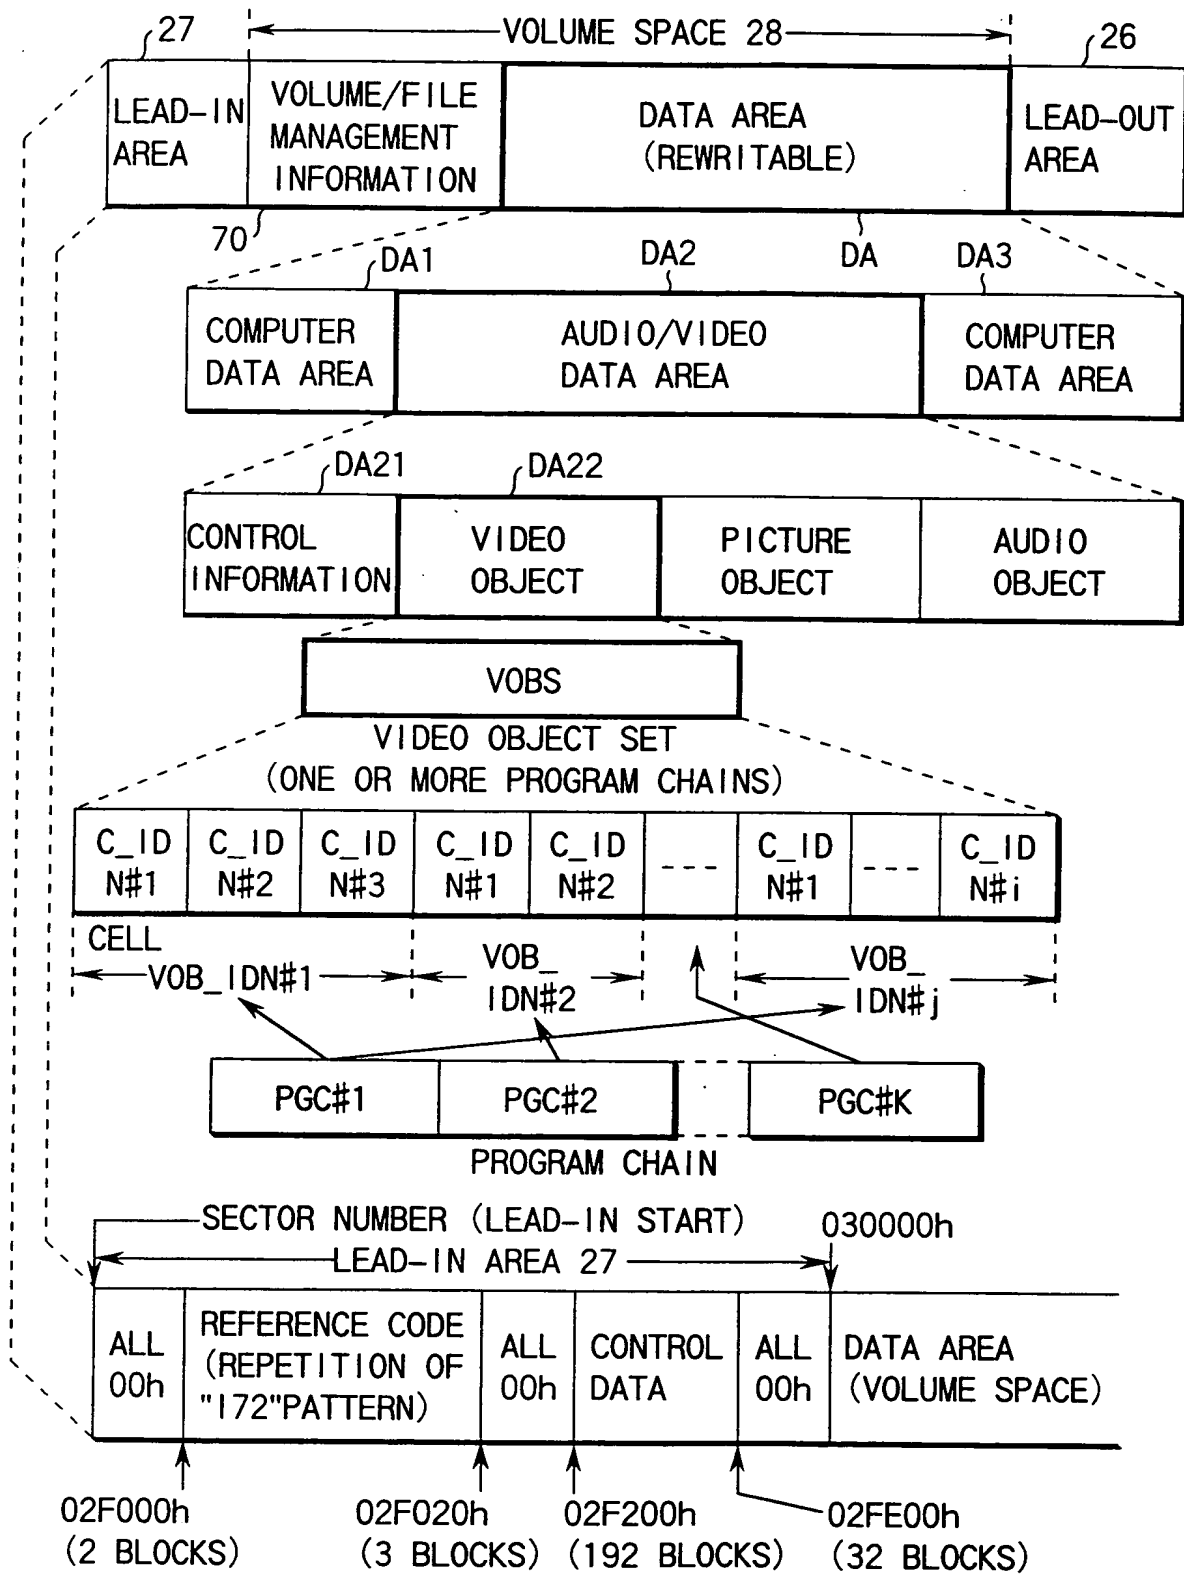 27
VOLUME SPACE 28
26
LEAD-IN
AREA
VOLUME/FILE
MANAGEMENT
INFORMATION
DATA AREA
(REWRITABLE)
LEAD-OUT
AREA
70
DA1
DA2
DA
DA3
COMPUTER
DATA AREA
AUDIO/VIDEO
DATA AREA
COMPUTER
DATA AREA
DA21
DA22
CONTROL
INFORMATION
VIDEO
OBJECT
PICTURE
OBJECT
AUDIO
OBJECT
VOBS
VIDEO OBJECT SET
(ONE OR MORE PROGRAM CHAINS)
C_ID
N#1
C_ID
N#2
C_ID
N#3
C_ID
N#1
C_ID
N#2
----
C_ID
N#1
----
C_ID
N#i
CELL
VOB_IDN#1
VOB_
IDN#2
VOB_
IDN#j
PGC#1
PGC#2
PGC#K
PROGRAM CHAIN
SECTOR NUMBER (LEAD-IN START)
030000h
LEAD-IN AREA 27
ALL
00h
REFERENCE CODE
(REPETITION OF
"172"PATTERN)
ALL
00h
CONTROL
DATA
ALL
00h
DATA AREA
(VOLUME SPACE)
02F000h
(2 BLOCKS)
02F020h
(3 BLOCKS)
02F200h
(192 BLOCKS)
02FE00h
(32 BLOCKS)